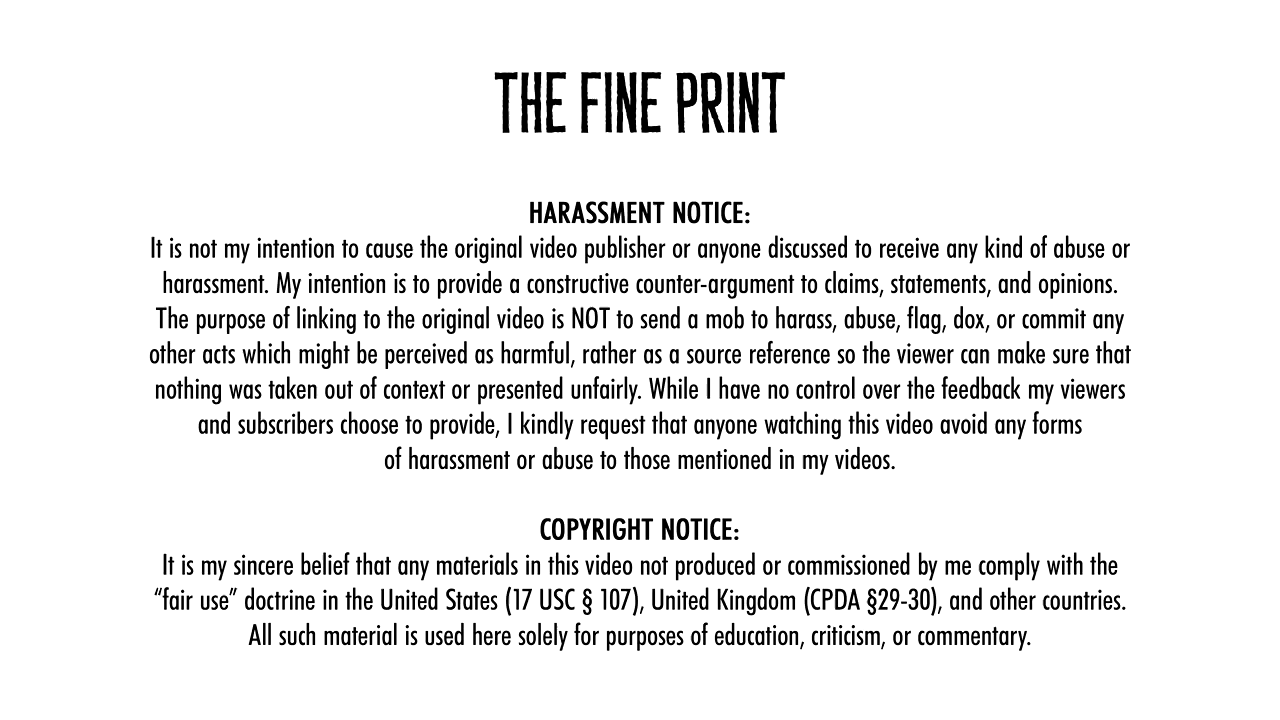 THE FINE PRINT
HARASSMENT NOTICE:
It is not my intention to cause the original video publisher or anyone discussed to receive any kind of abuse or
harassment. My intention is to provide a constructive counter-argument to claims, statements, and opinions.
The purpose of linking to the original video is NOT to send a mob to harass, abuse, flag, dox, or commit any
other acts which might be perceived as harmful, rather as a source reference so the viewer can make sure that
nothing was taken out of context or presented unfairly. While I have no control over the feedback my viewers
and subscribers choose to provide, I kindly request that anyone watching this video avoid any forms
of harassment or abuse to those mentioned in my videos.
COPYRIGHT NOTICE:
It is my sincere belief that any materials in this video not produced or commissioned by me comply with the
“fair use” doctrine in the United States (17 USC § 107), United Kingdom (CPDA §29-30), and other countries.
All such material is used here solely for purposes of education, criticism, or commentary.